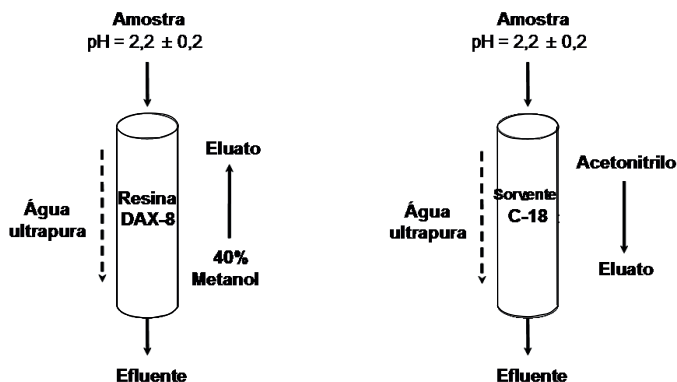 Amostra
pH = 2,2 ± 0,2
Resina
DAX-8
Água
ultrapura
Eluato
40%
Metanol
Efluente
Amostra
pH = 2,2 ± 0,2
Sorvente
C-18
Água
ultrapura
Acetonitrilo
Eluato
Efluente